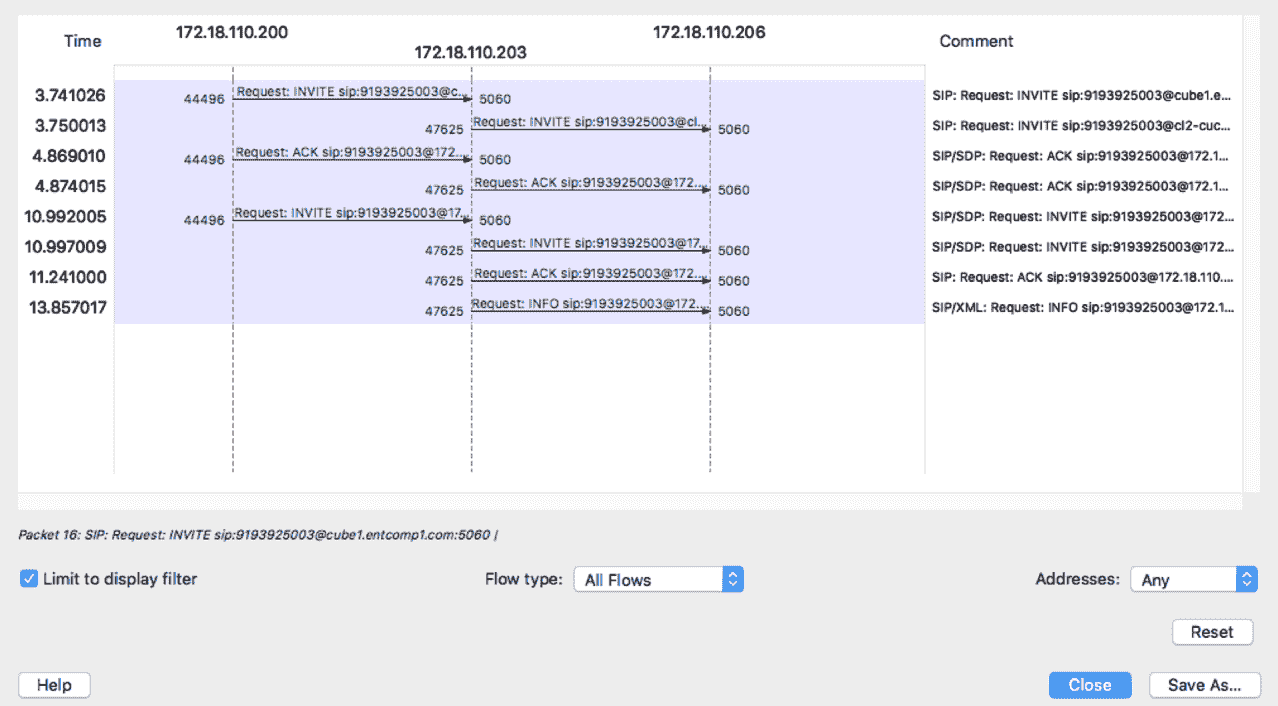 Time 172.18.110.200 172.18.110.203 172.18.110.206 Comment
3.741026 44496 Request: INVITE sip:9193925003@c... 5060 SIP: Request: INVITE sip:9193925003@cube1.e...
3.750013 47625 Request: INVITE sip:9193925003@cl... 5060 SIP: Request: INVITE sip:9193925003@cl2-cuc...
4.869010 44496 Request: ACK sip:9193925003@172.... 5060 SIP/SDP: Request: ACK sip:9193925003@172.1...
4.874015 47625 Request: ACK sip:9193925003@172.... 5060 SIP/SDP: Request: ACK sip:9193925003@172.1...
10.992005 44496 Request: INVITE sip:9193925003@17... 5060 SIP/SDP: Request: INVITE sip:9193925003@172...
10.997009 47625 Request: INVITE sip:9193925003@17... 5060 SIP/SDP: Request: INVITE sip:9193925003@172...
11.241000 47625 Request: ACK sip:9193925003@172.... 5060 SIP: Request: ACK sip:9193925003@172.18.110....
13.857017 47625 Request: INFO sip:9193925003@172.... 5060 SIP/XML: Request: INFO sip:9193925003@172.1...
Packet 16: SIP: Request: INVITE sip:9193925003@cube1.entcomp1.com:5060 |
Limit to display filter Flow type: All Flows Addresses: Any
Reset
Help Close Save As...